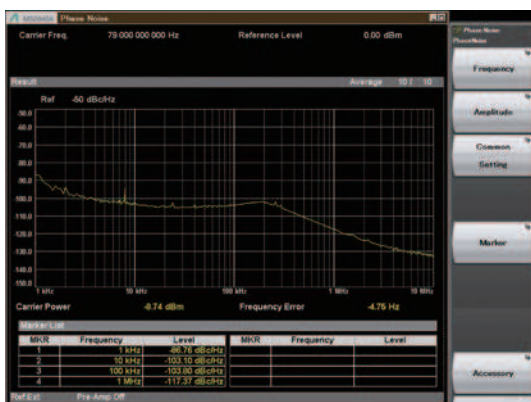 MS2840A Phase Noise
Carrier Freq. 79 000 000 000 Hz Reference Level 0.00 dBm
Result Average 10 / 10
Ref -50 dBc/Hz
-50.0
-60.0
-70.0
-80.0
-90.0
-100.0
-110.0
-120.0
-130.0
-140.0
-150.0
1 kHz 10 kHz 100 kHz 1 MHz 10 MHz
Carrier Power -8.74 dBm Frequency Error -4.75 Hz
Marker List
MKR Frequency Level MKR Frequency Level
1 1 kHz -86.76 dBc/Hz
2 10 kHz -103.10 dBc/Hz
3 100 kHz -103.80 dBc/Hz
4 1 MHz -117.37 dBc/Hz
Ref.Ext Pre-Amp Off
Phase Noise
PhaseNoise
Frequency
Amplitude
Common
Setting
Marker
Accessory